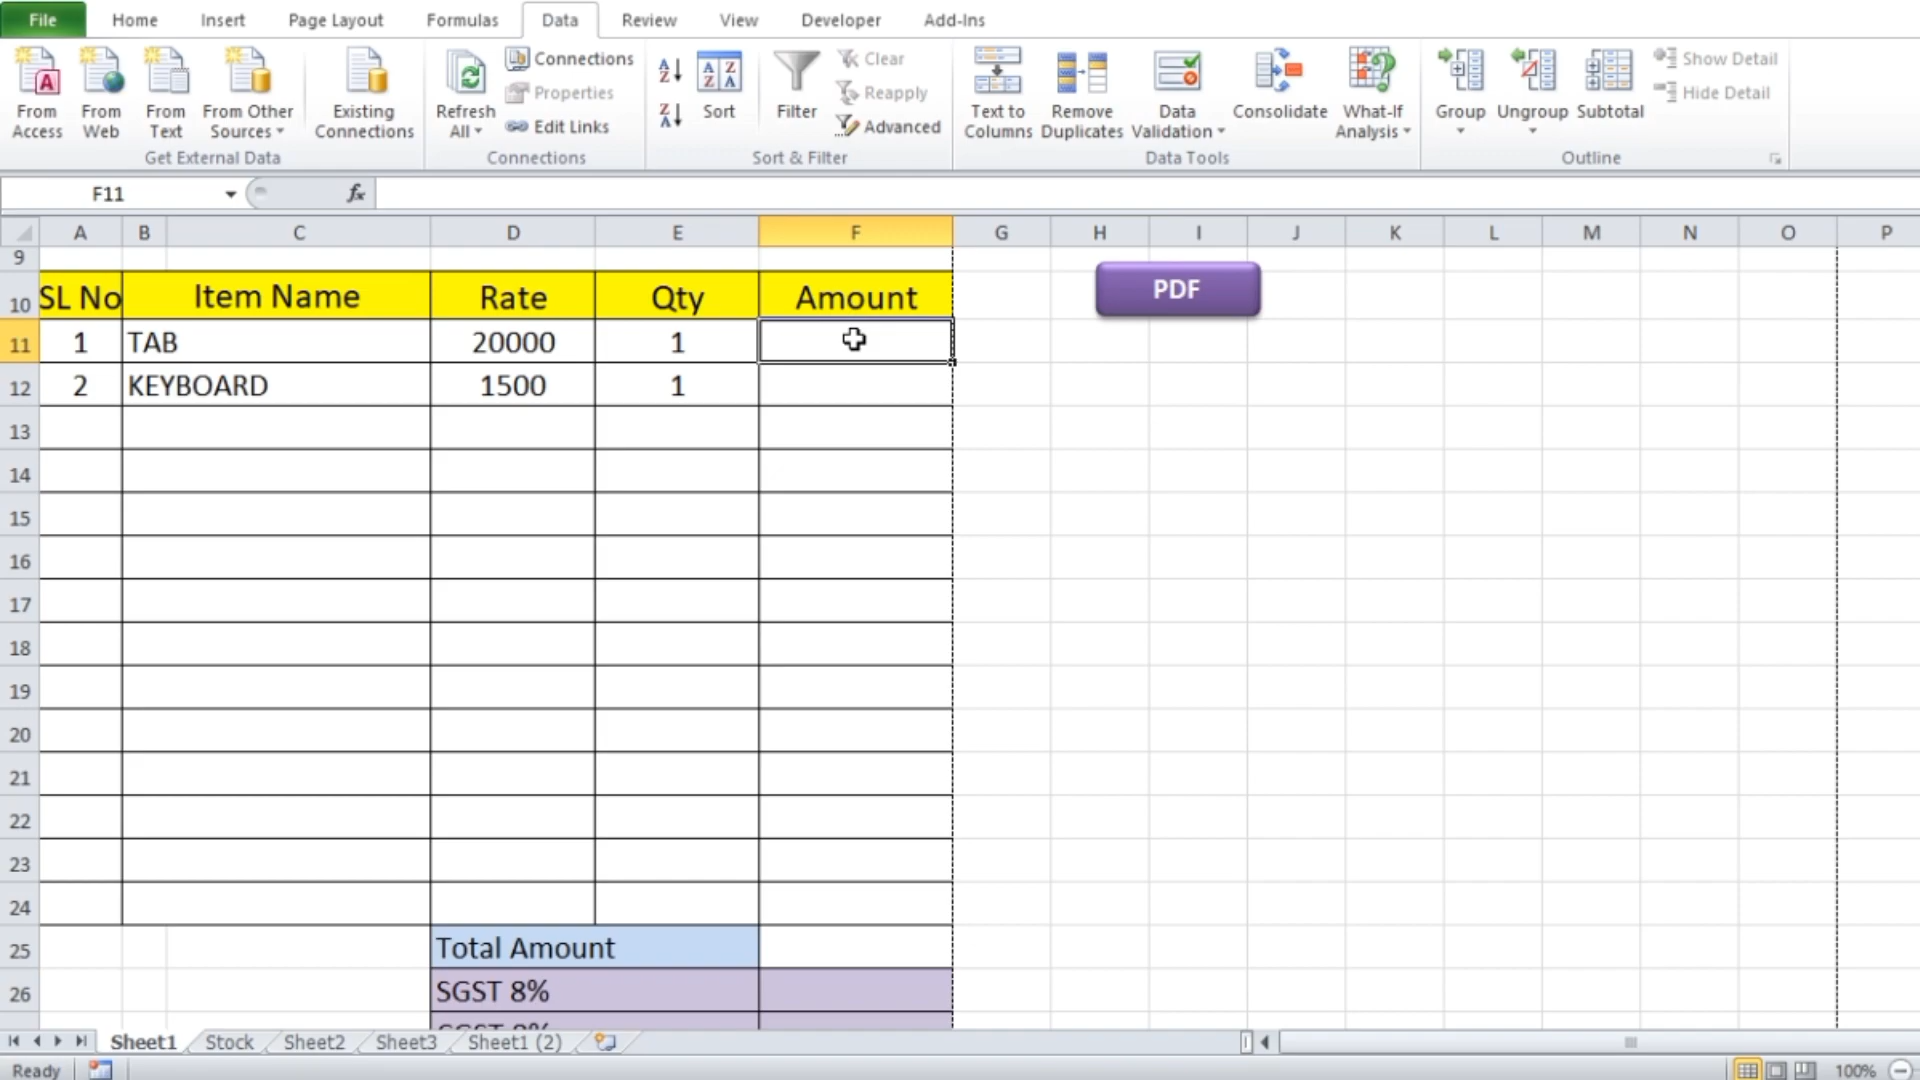 File Home Insert Page Layout Formulas Data Review View Developer Add-Ins
From Access
From Web
From Text
From Other Sources
Existing Connections
Refresh All
Connections
Properties
Edit Links
Sort
Filter
Clear
Reapply
Advanced
Text to Columns
Remove Duplicates
Data Validation
Consolidate
What-If Analysis
Group
Ungroup
Subtotal
Show Detail
Hide Detail
Get External Data Connections Sort & Filter Data Tools Outline
F11 fx
A B C D E F G H I J K L M N O P
9
10 SL No Item Name Rate Qty Amount PDF
11 1 TAB 20000 1
12 2 KEYBOARD 1500 1
13
14
15
16
17
18
19
20
21
22
23
24
25 Total Amount
26 SGST 8%
Sheet1 Stock Sheet2 Sheet3 Sheet1 (2)
Ready 100%